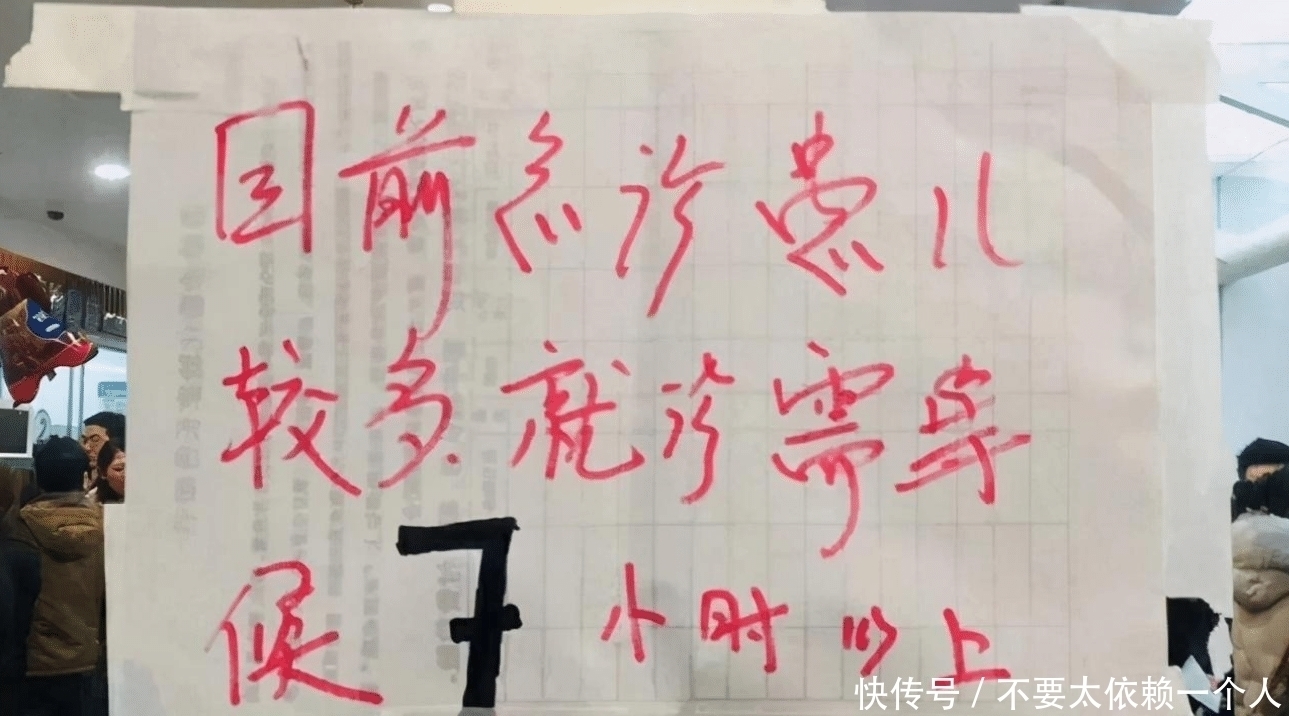 目前急诊患儿
较多.就诊需等
候7小时以上
快传号/不要太依赖一个人